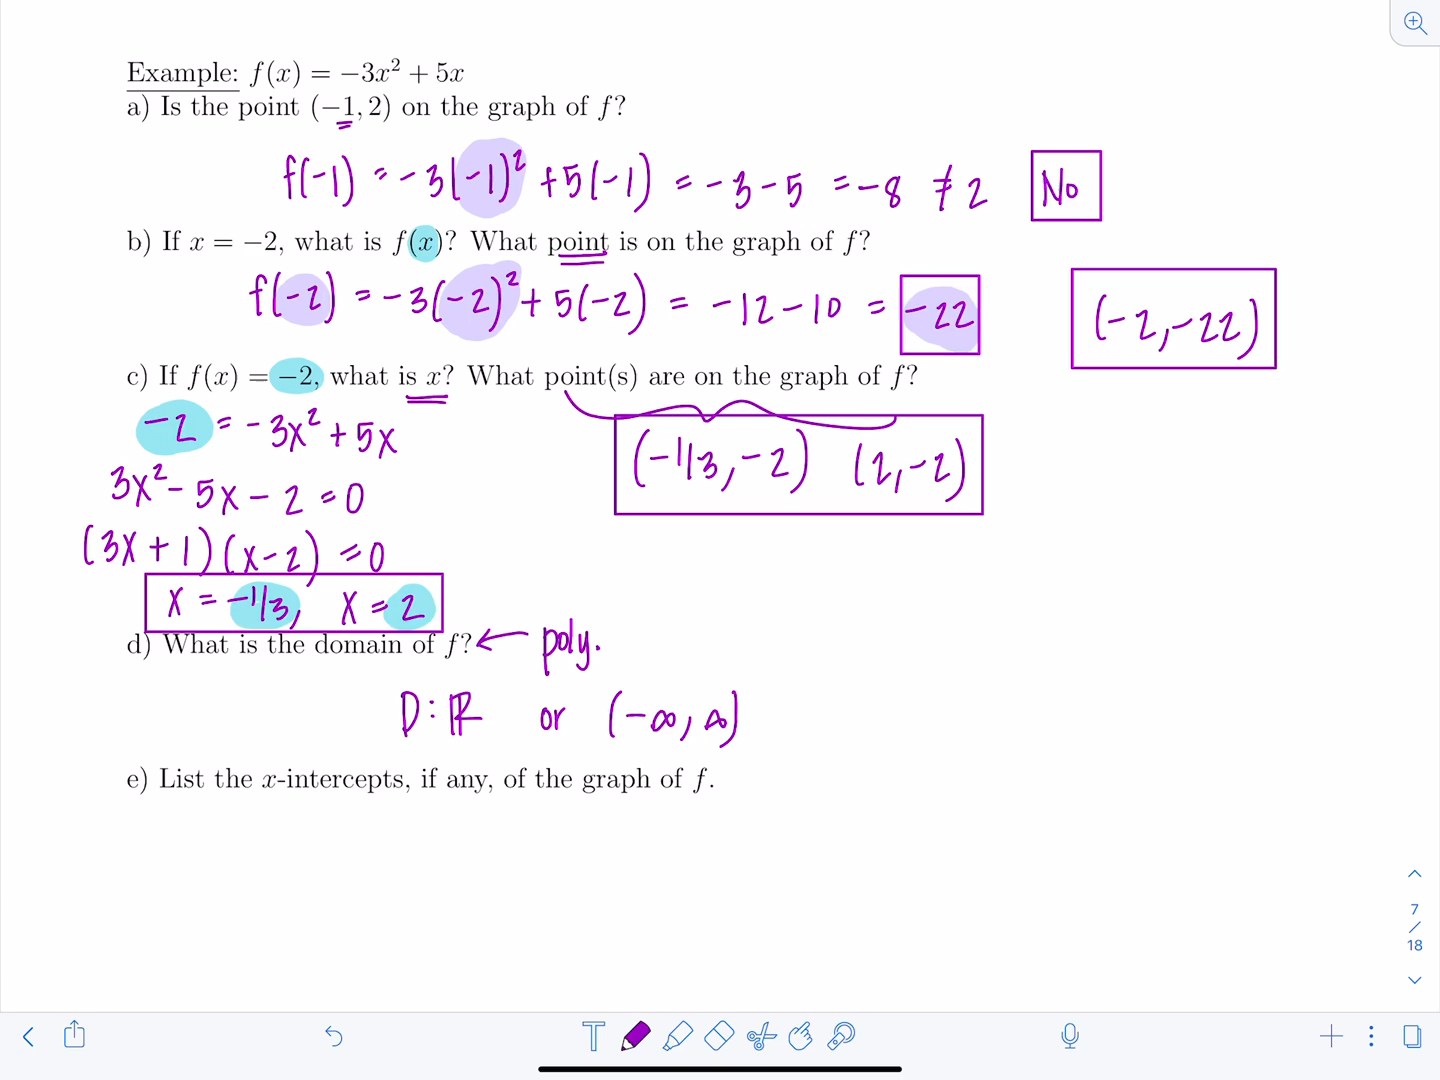 Example: f(x) = −3x² + 5x
a) Is the point (−1, 2) on the graph of f?
f(-1) = -3(-1)² + 5(-1) = -3 - 5 = -8 ≠ 2 No
b) If x = −2, what is f(x)? What point is on the graph of f?
f(-2) = -3(-2)² + 5(-2) = -12 - 10 = -22 (-2, -22)
c) If f(x) = −2, what is x? What point(s) are on the graph of f?
-2 = -3x² + 5x
(-1/3, -2) (2, -2)
3x² - 5x - 2 = 0
(3x + 1)(x - 2) = 0
x = -1/3, x = 2
d) What is the domain of f? ← poly.
D: ℝ or (-∞, ∞)
e) List the x-intercepts, if any, of the graph of f.
7
/
18
T